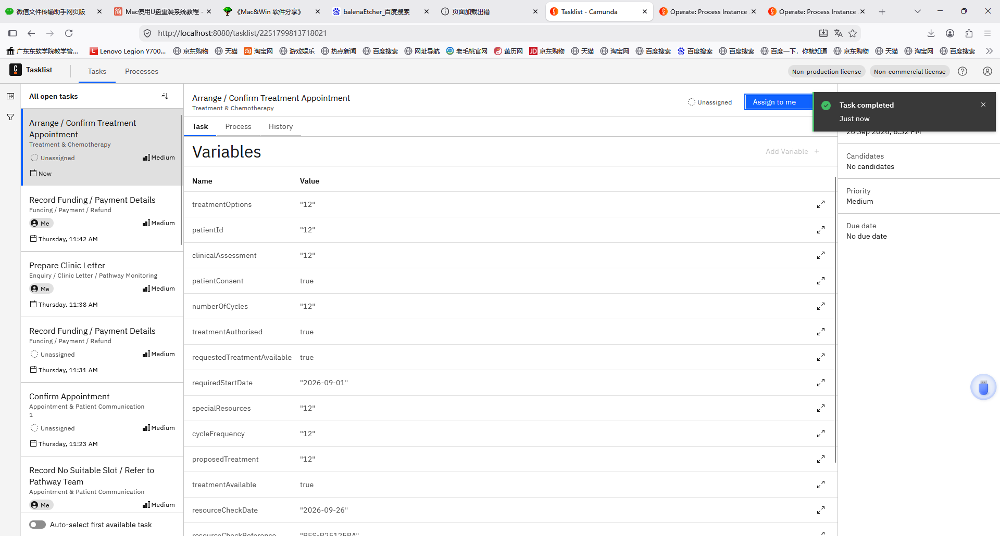 微信文件传输助手网页版
Mac使用U盘重装系统教程 -
《Mac&Win 软件分享》
balenaEtcher_百度搜索
页面加载出错
Tasklist - Camunda
Operate: Process Instance
Operate: Process Instance
http://localhost:8080/tasklist/2251799813718021
广东东软学院教学管...
Lenovo Legion Y700...
京东购物
天猫
淘宝网
游戏娱乐
热点新闻
百度搜索
网址导航
老毛桃官网
黄历网
京东购物
天猫
淘宝网
百度搜索
百度搜索
百度搜索
百度一下，你就知道
京东购物
天猫
淘宝网
百度搜索
Tasklist
Tasks
Processes
Non-production license
Non-commercial license
All open tasks
Arrange / Confirm Treatment
Appointment
Treatment & Chemotherapy
Unassigned
Medium
Now
Record Funding / Payment Details
Funding / Payment / Refund
Me
Medium
Thursday, 11:42 AM
Prepare Clinic Letter
Enquiry / Clinic Letter / Pathway Monitoring
Me
Medium
Thursday, 11:38 AM
Record Funding / Payment Details
Funding / Payment / Refund
Unassigned
Medium
Thursday, 11:31 AM
Confirm Appointment
Appointment & Patient Communication
1
Unassigned
Medium
Thursday, 11:23 AM
Record No Suitable Slot / Refer to
Pathway Team
Appointment & Patient Communication
Me
Medium
Auto-select first available task
Arrange / Confirm Treatment Appointment
Treatment & Chemotherapy
Unassigned
Assign to me
Task
Process
History
Variables
Add Variable +
Name
Value
treatmentOptions
"12"
patientId
"12"
clinicalAssessment
"12"
patientConsent
true
numberOfCycles
"12"
treatmentAuthorised
true
requestedTreatmentAvailable
true
requiredStartDate
"2026-09-01"
specialResources
"12"
cycleFrequency
"12"
proposedTreatment
"12"
treatmentAvailable
true
resourceCheckDate
"2026-09-26"
resourceCheckReference
"RES-B25125BA"
Task completed
Just now
26 Sep 2026, 6:32 PM
Candidates
No candidates
Priority
Medium
Due date
No due date